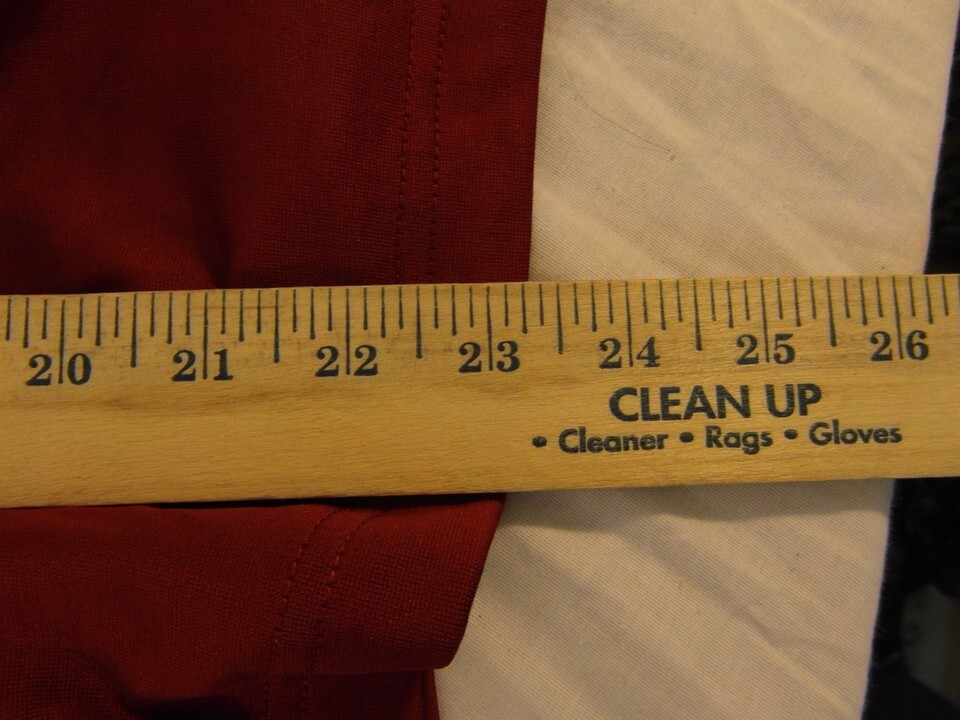 20 21 22 23 24 25 26
CLEAN UP
• Cleaner • Rags • Gloves